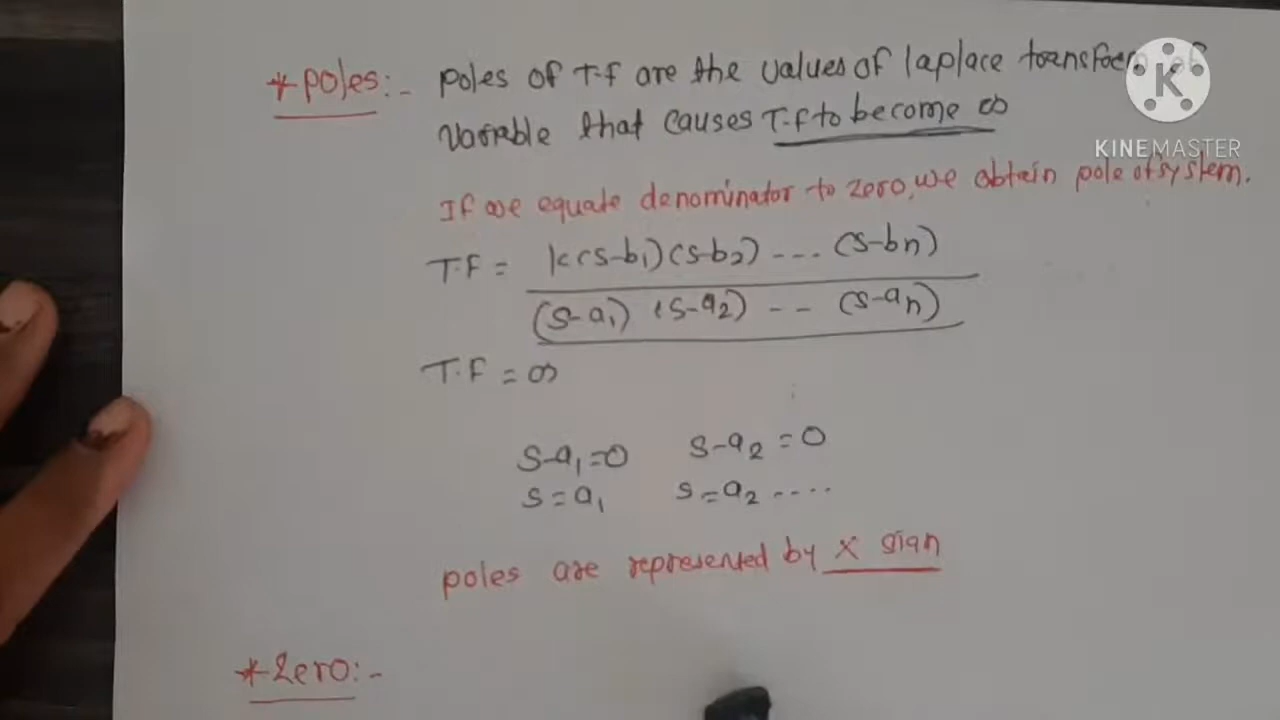 * poles:- poles of T.F are the values of laplace transform of
variable that causes T.F to become ∞
If we equate denominator to zero, we obtain pole of system.
T.F = K(s-b₁)(s-b₂) --- (s-bn)
(s-a₁) (s-a₂) -- (s-an)
T.F = ∞
s-a₁=0 s-a₂=0
s=a₁ s=a₂ ----
poles are represented by X sign
* Zero:-
K
KINEMASTER